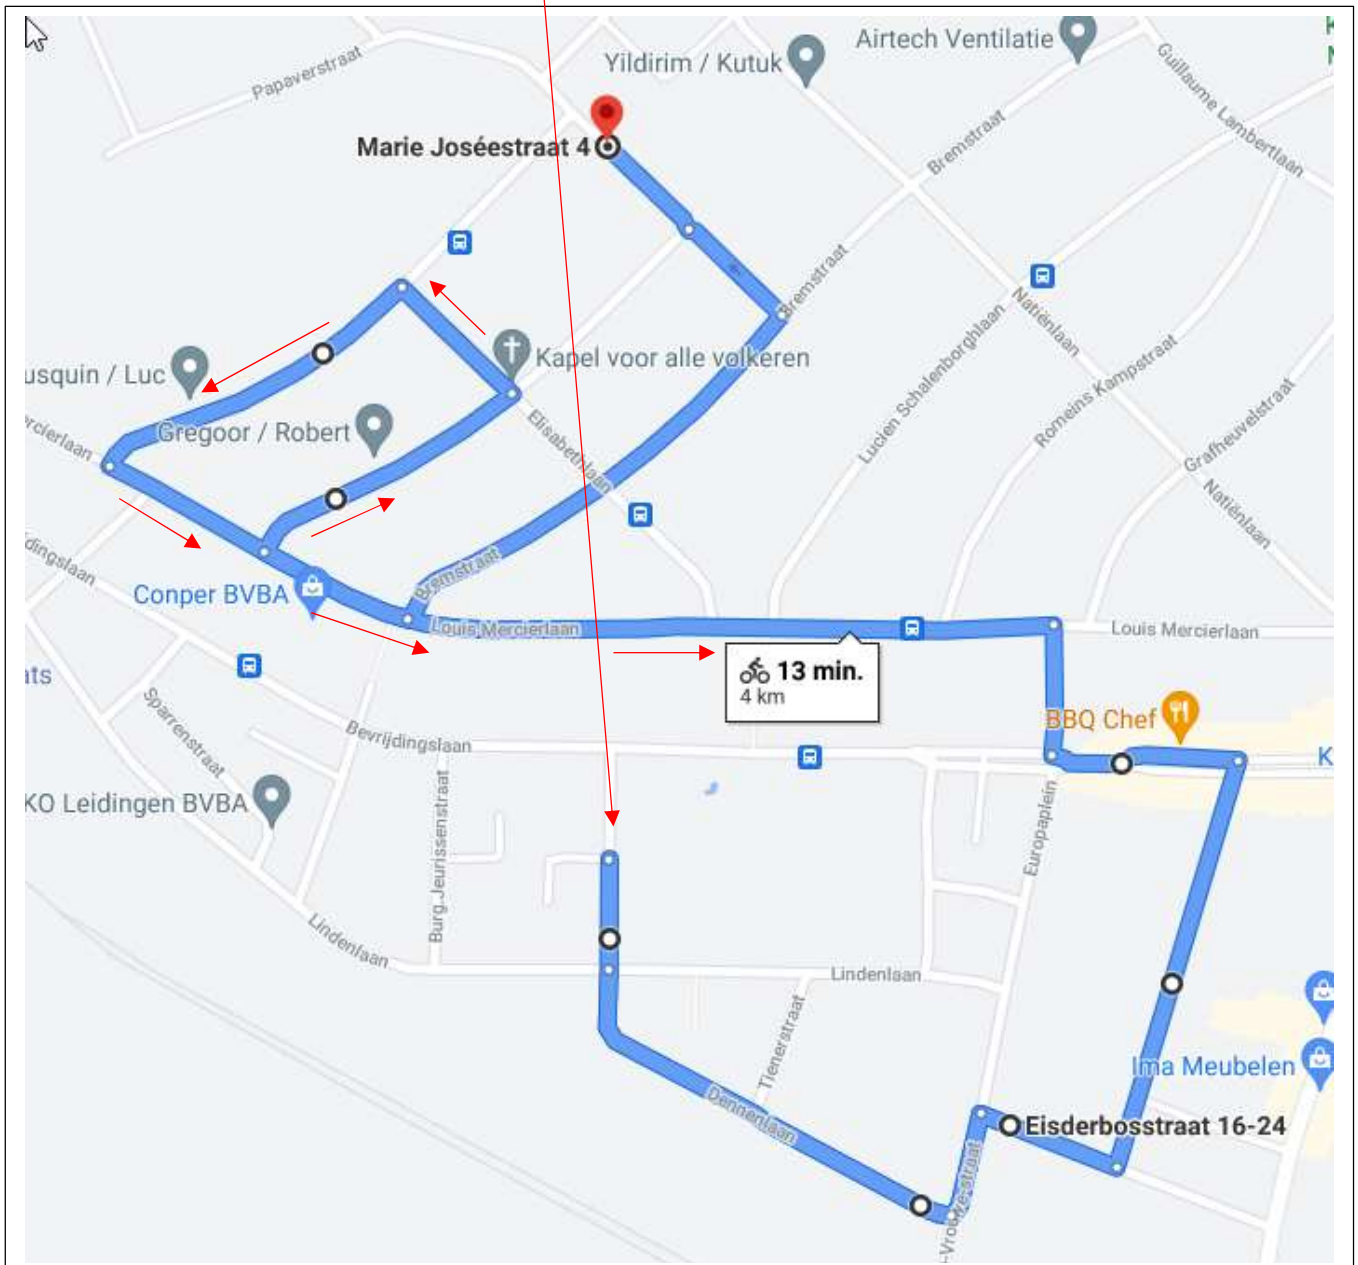 Airtech Ventilatie
Yildirim / Kutuk
Papaverstraat
Guillaume Lambertlaan
Marie Joséestraat 4
Bremstraat
Bremstraat
Natiënlaan
Lucien Schalenborghlaan
Romeins Kampstraat
Kapel voor alle volkeren
usquin / Luc
rcierlaan
Gregoor / Robert
Elisabethlaan
Grafheuvelstraat
Natiënlaan
dingslaan
Bremstraat
Conper BVBA
Louis Mercierlaan
Louis Mercierlaan
13 min.
4 km
ats
Sparrenstraat
BBQ Chef
Bevrijdingslaan
K
KO Leidingen BVBA
Burg.Jeurissenstraat
Europaplein
Lindenlaan
Lindenlaan
Tienerstraat
Ima Meubelen
Dennenlaan
Eisderbosstraat 16-24
-Vrouwestraat